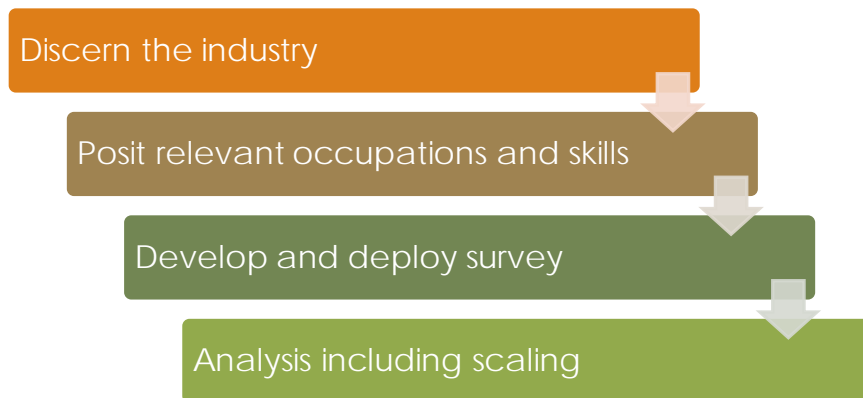 Discern the industry
Posit relevant occupations and skills
Develop and deploy survey
Analysis including scaling